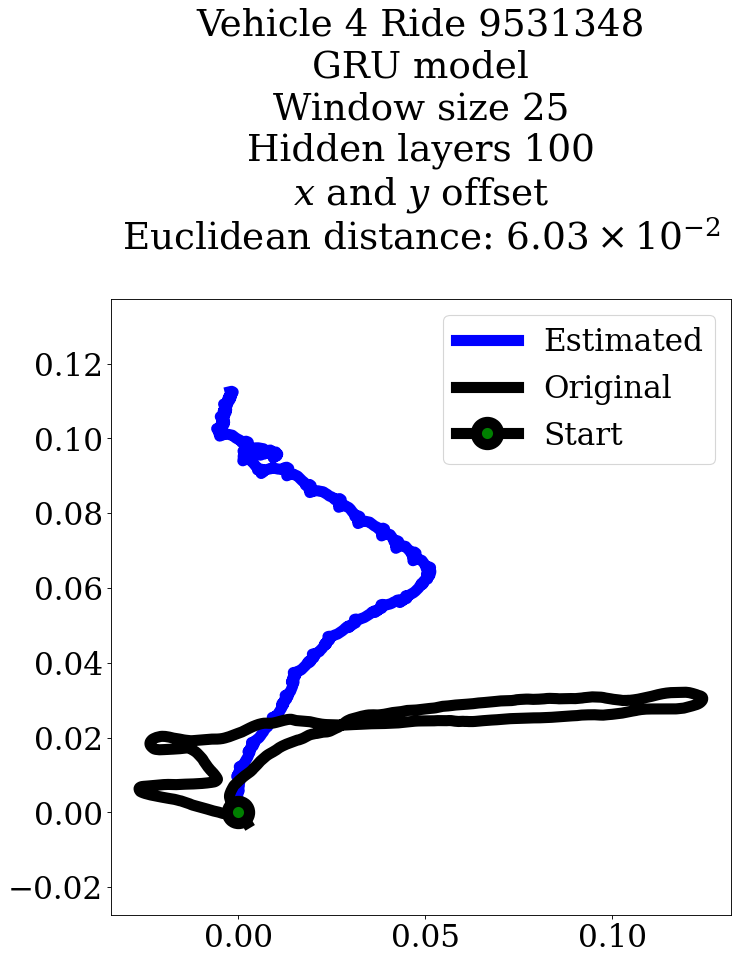 Vehicle 4 Ride 9531348
GRU model
Window size 25
Hidden layers 100
x and y offset
Euclidean distance: 6.03 × 10⁻²
Estimated
Original
Start
0.12
0.10
0.08
0.06
0.04
0.02
0.00
−0.02
0.00 0.05 0.10